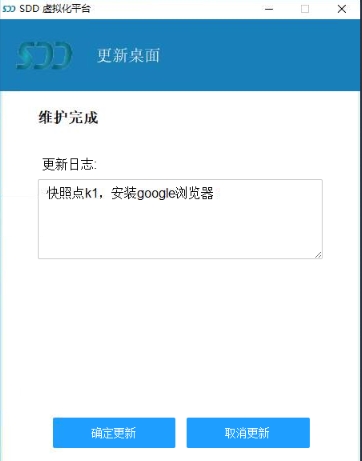 SDD SDD 虚拟化平台
SDD 更新桌面
维护完成
更新日志:
快照点k1，安装google浏览器
确定更新 取消更新